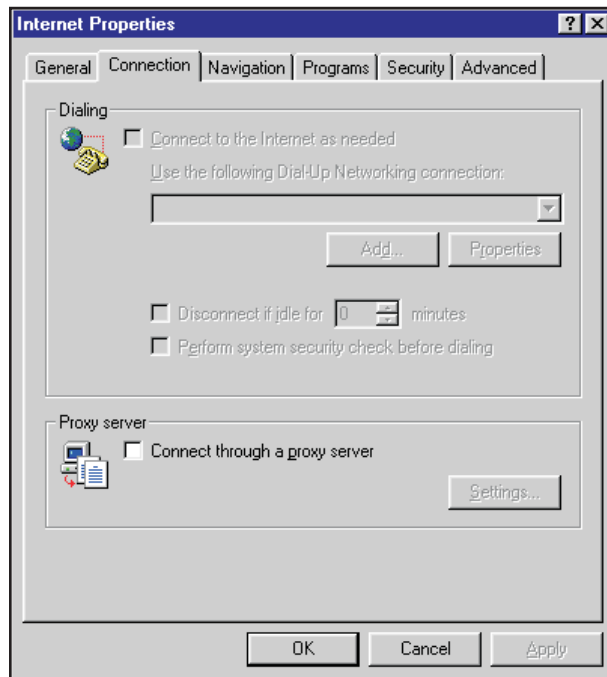 Internet Properties
General Connection Navigation Programs Security Advanced
Dialing
Connect to the Internet as needed
Use the following Dial-Up Networking connection:
Add... Properties
Disconnect if idle for 0 minutes
Perform system security check before dialing
Proxy server
Connect through a proxy server
Settings...
OK Cancel Apply